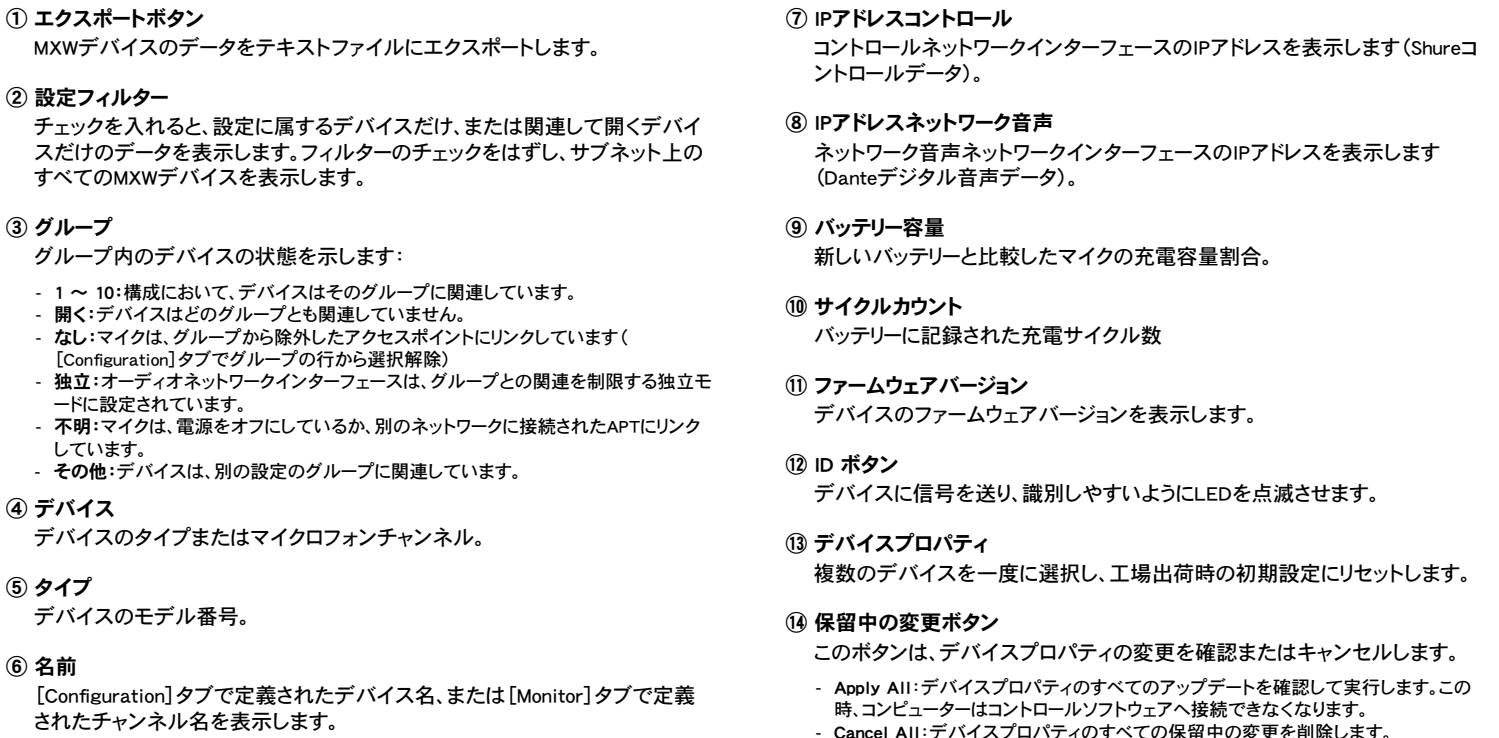 ① エクスポートボタン
MXWデバイスのデータをテキストファイルにエクスポートします。
② 設定フィルター
チェックを入れると、設定に属するデバイスだけ、または関連して開くデバイ
スだけのデータを表示します。フィルターのチェックをはずし、サブネット上の
すべてのMXWデバイスを表示します。
③ グループ
グループ内のデバイスの状態を示します：
- 1 ～ 10：構成において、デバイスはそのグループに関連しています。
- 開く：デバイスはどのグループとも関連していません。
- なし：マイクは、グループから除外したアクセスポイントにリンクしています（
［Configuration］タブでグループの行から選択解除）
- 独立：オーディオネットワークインターフェースは、グループとの関連を制限する独立モ
ードに設定されています。
- 不明：マイクは、電源をオフにしているか、別のネットワークに接続されたAPTにリンク
しています。
- その他：デバイスは、別の設定のグループに関連しています。
④ デバイス
デバイスのタイプまたはマイクロフォンチャンネル。
⑤ タイプ
デバイスのモデル番号。
⑥ 名前
［Configuration］タブで定義されたデバイス名、または［Monitor］タブで定義
されたチャンネル名を表示します。
⑦ IPアドレスコントロール
コントロールネットワークインターフェースのIPアドレスを表示します（Shureコ
ントロールデータ）。
⑧ IPアドレスネットワーク音声
ネットワーク音声ネットワークインターフェースのIPアドレスを表示します
（Danteデジタル音声データ）。
⑨ バッテリー容量
新しいバッテリーと比較したマイクの充電容量割合。
⑩ サイクルカウント
バッテリーに記録された充電サイクル数
⑪ ファームウェアバージョン
デバイスのファームウェアバージョンを表示します。
⑫ ID ボタン
デバイスに信号を送り、識別しやすいようにLEDを点滅させます。
⑬ デバイスプロパティ
複数のデバイスを一度に選択し、工場出荷時の初期設定にリセットします。
⑭ 保留中の変更ボタン
このボタンは、デバイスプロパティの変更を確認またはキャンセルします。
- Apply All：デバイスプロパティのすべてのアップデートを確認して実行します。この
時、コンピューターはコントロールソフトウェアへ接続できなくなります。
- Cancel All：デバイスプロパティのすべての保留中の変更を削除します。